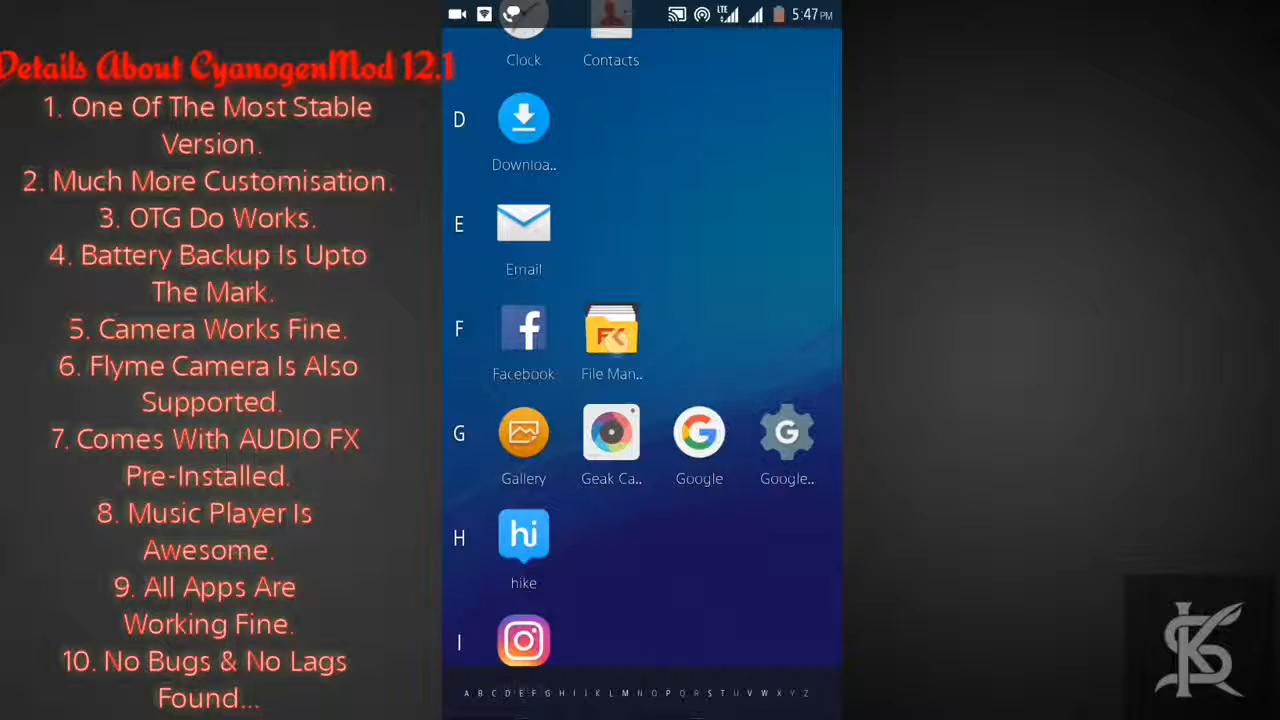 5:47 PM
LTE
Details About CyanogenMod 12.1
1. One Of The Most Stable
Version.
2. Much More Customisation.
3. OTG Do Works.
4. Battery Backup Is Upto
The Mark.
5. Camera Works Fine.
6. Flyme Camera Is Also
Supported.
7. Comes With AUDIO FX
Pre-Installed.
8. Music Player Is
Awesome.
9. All Apps Are
Working Fine.
10. No Bugs & No Lags
Found...
Clock Contacts
D
Downloa..
E
Email
F
FX
Facebook File Man..
G
Gallery Geak Ca.. Google Google..
H
hi
hike
I
A B C D E F G H I J K L M N O P Q R S T U V W X Y Z